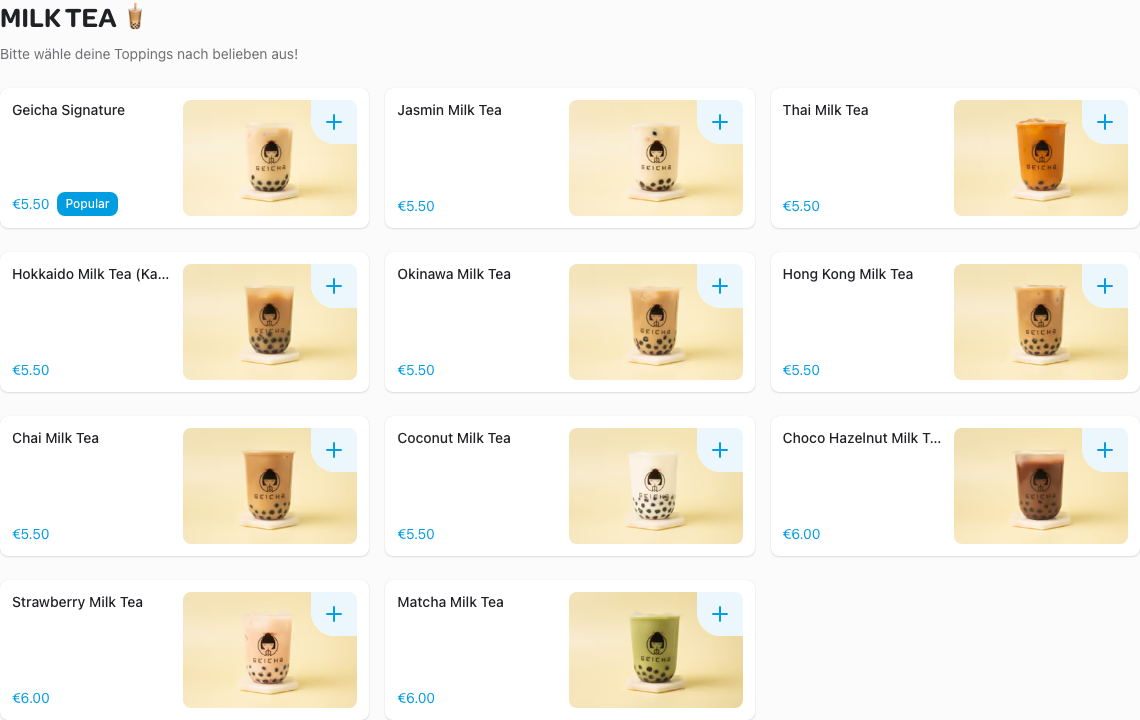 MILK TEA 🧋
Bitte wähle deine Toppings nach belieben aus!
Geicha Signature
€5.50 Popular
GEICHA
Jasmin Milk Tea
€5.50
GEICHA
Thai Milk Tea
€5.50
GEICHA
Hokkaido Milk Tea (Ka...
€5.50
GEICHA
Okinawa Milk Tea
€5.50
GEICHA
Hong Kong Milk Tea
€5.50
GEICHA
Chai Milk Tea
€5.50
GEICHA
Coconut Milk Tea
€5.50
GEICHA
Choco Hazelnut Milk T...
€6.00
GEICHA
Strawberry Milk Tea
€6.00
GEICHA
Matcha Milk Tea
€6.00
GEICHA